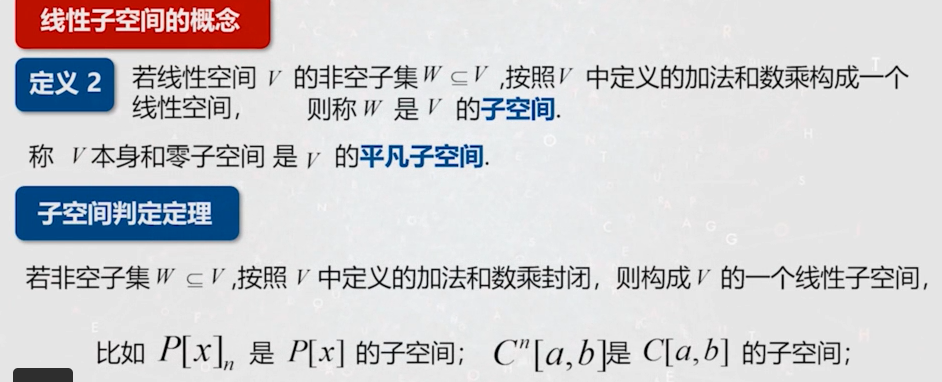 线性子空间的概念
定义 2 若线性空间 V 的非空子集 W ⊆ V ,按照 V 中定义的加法和数乘构成一个
线性空间， 则称 W 是 V 的子空间.
称 V 本身和零子空间 是 V 的平凡子空间.
子空间判定定理
若非空子集 W ⊆ V ,按照 V 中定义的加法和数乘封闭，则构成 V 的一个线性子空间，
比如 P[x]ₙ 是 P[x] 的子空间； Cⁿ[a,b]是 C[a,b] 的子空间；